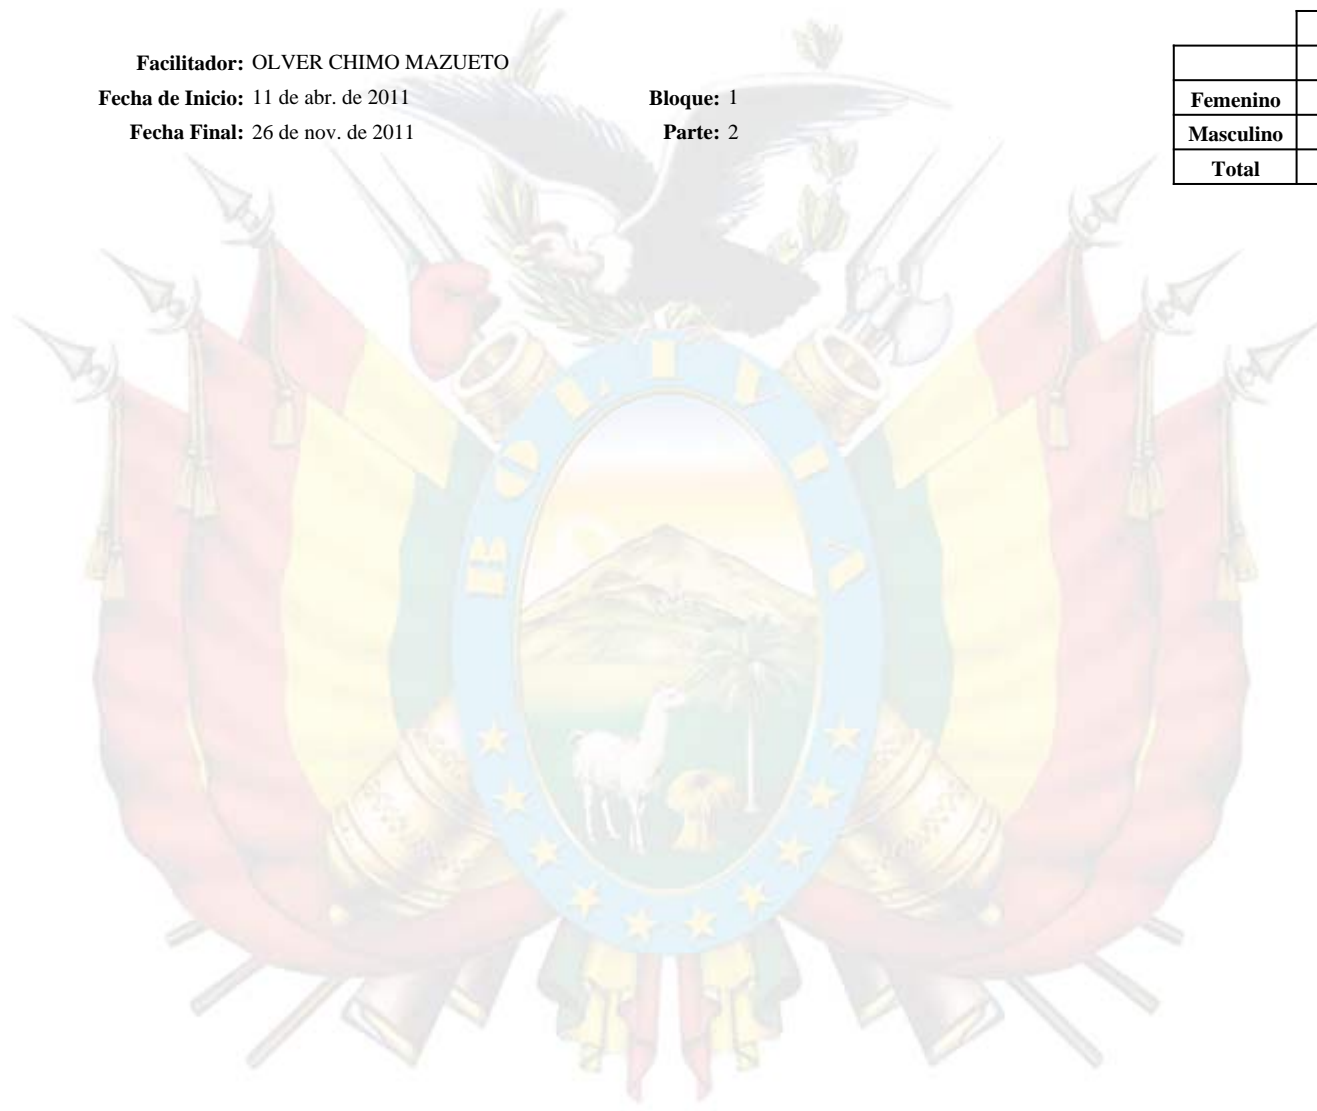 Facilitador: OLVER CHIMO MAZUETO
Fecha de Inicio: 11 de abr. de 2011 Bloque: 1
Fecha Final: 26 de nov. de 2011 Parte: 2
Femenino
Masculino
Total
BOLIVIA